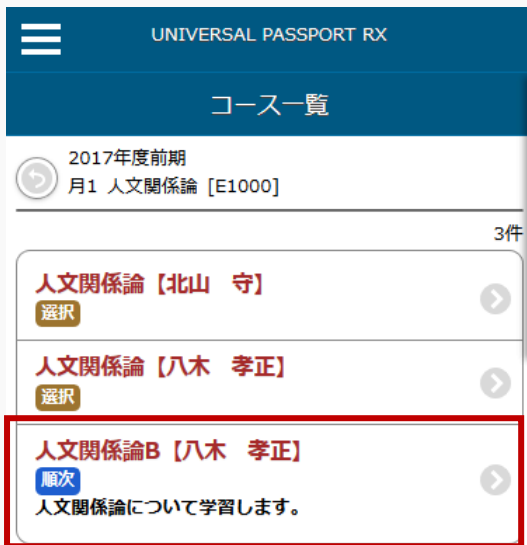 UNIVERSAL PASSPORT RX
コース一覧
2017年度前期
月1 人文関係論 [E1000]
3件
人文関係論【北山　守】
選択
人文関係論【八木　孝正】
選択
人文関係論B【八木　孝正】
順次
人文関係論について学習します。